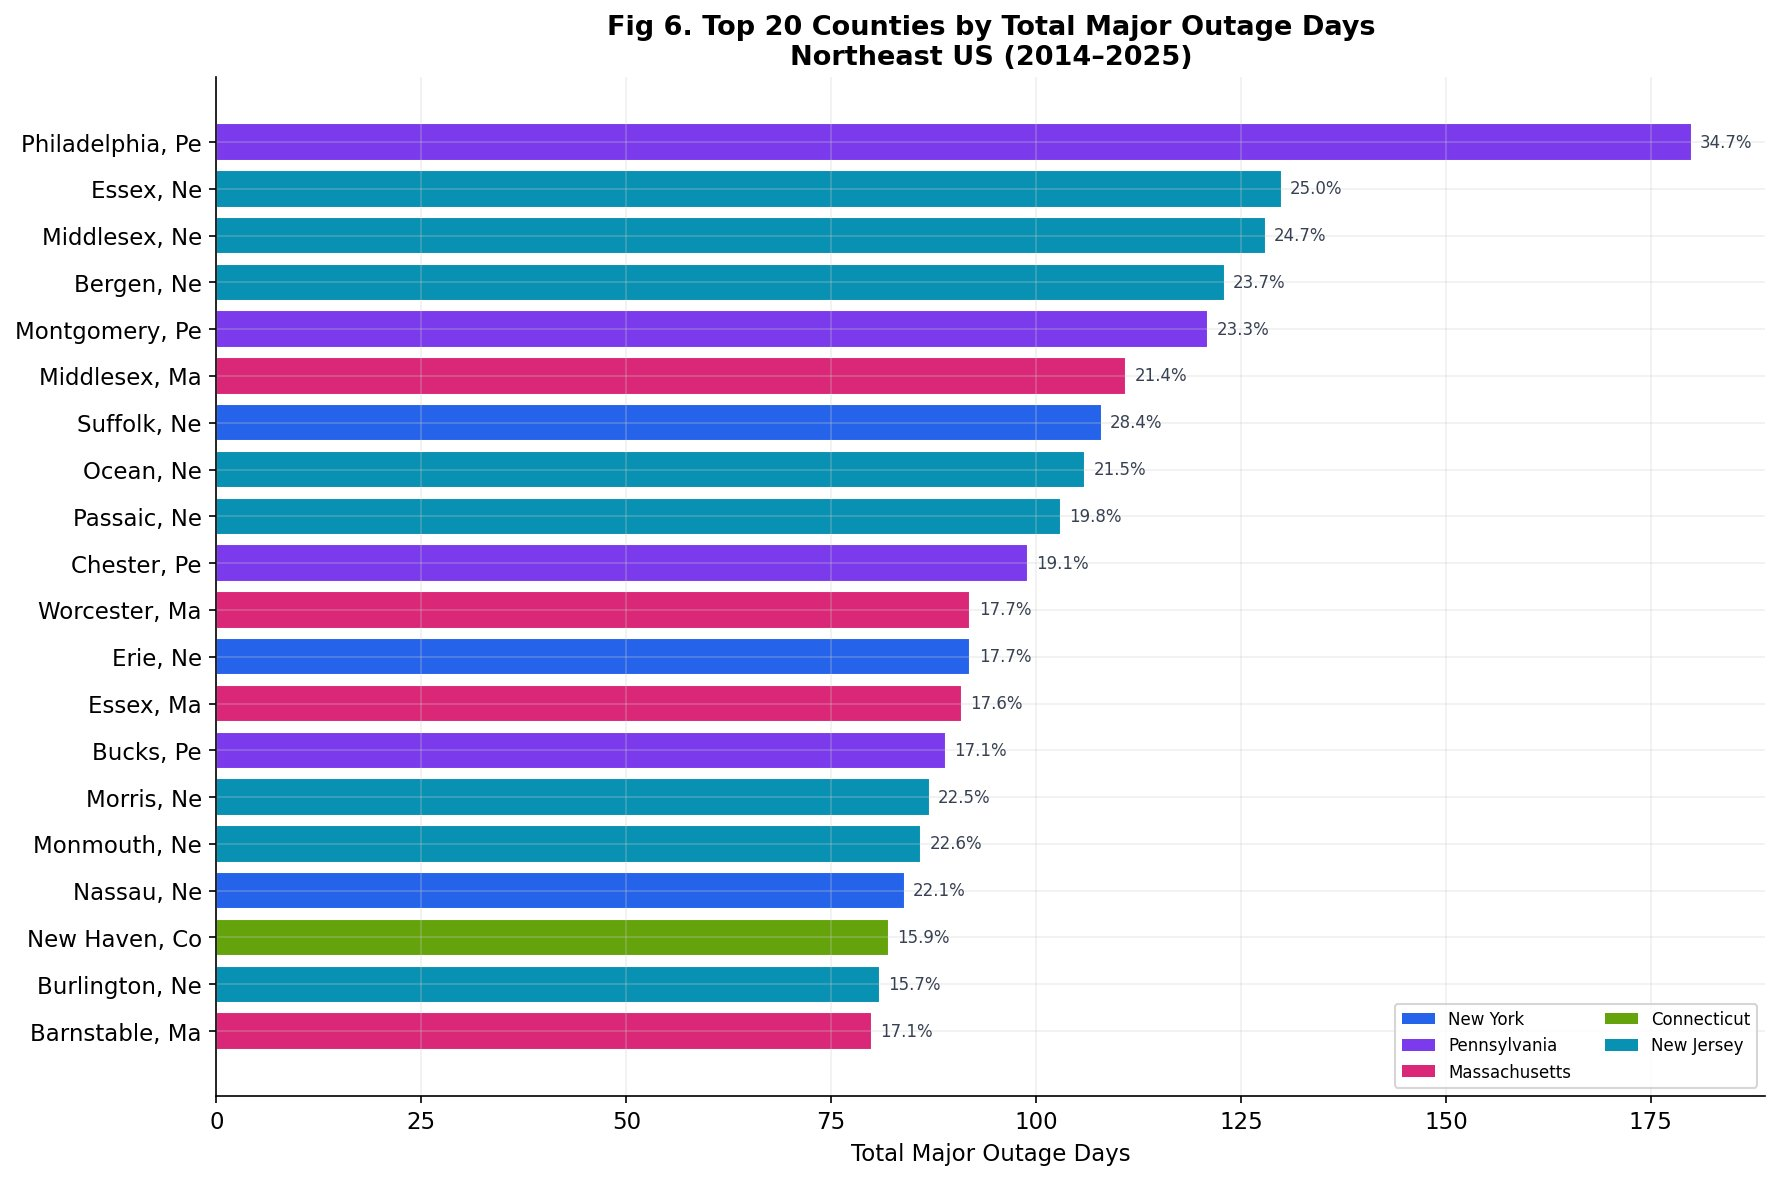 Fig 6. Top 20 Counties by Total Major Outage Days
Northeast US (2014–2025)
Philadelphia, Pe 34.7%
Essex, Ne 25.0%
Middlesex, Ne 24.7%
Bergen, Ne 23.7%
Montgomery, Pe 23.3%
Middlesex, Ma 21.4%
Suffolk, Ne 28.4%
Ocean, Ne 21.5%
Passaic, Ne 19.8%
Chester, Pe 19.1%
Worcester, Ma 17.7%
Erie, Ne 17.7%
Essex, Ma 17.6%
Bucks, Pe 17.1%
Morris, Ne 22.5%
Monmouth, Ne 22.6%
Nassau, Ne 22.1%
New Haven, Co 15.9%
Burlington, Ne 15.7%
Barnstable, Ma 17.1%
New York Connecticut
Pennsylvania New Jersey
Massachusetts
0 25 50 75 100 125 150 175
Total Major Outage Days